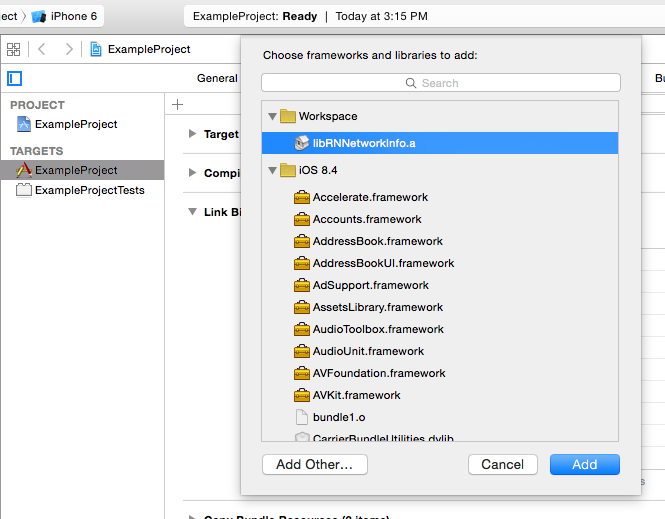 ect iPhone 6 ExampleProject: Ready | Today at 3:15 PM
ExampleProject
Choose frameworks and libraries to add:
General
Search
Bu
PROJECT
ExampleProject
TARGETS
ExampleProject
ExampleProjectTests
Target
Compi
Link Bi
Workspace
libRNNetworkInfo.a
iOS 8.4
Accelerate.framework
Accounts.framework
AddressBook.framework
AddressBookUI.framework
AdSupport.framework
AssetsLibrary.framework
AudioToolbox.framework
AudioUnit.framework
AVFoundation.framework
AVKit.framework
bundle1.o
CarrierBundleUtilities.dylib
Add Other...
Cancel
Add
s
Copy Bundle Resources (2 items)